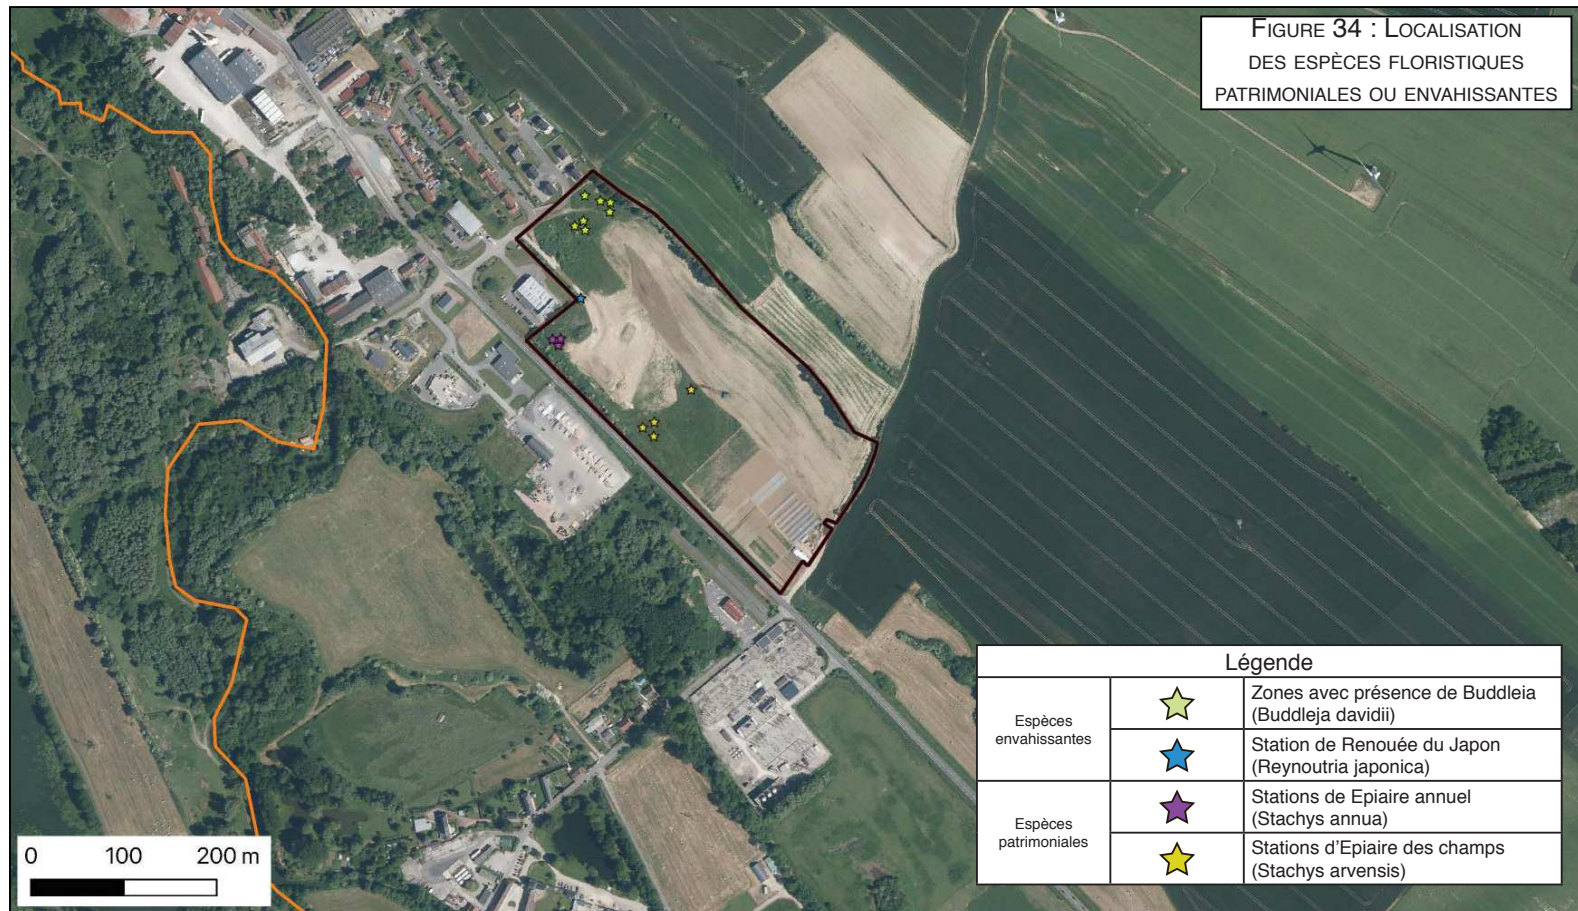 FIGURE 34 : LOCALISATION
DES ESPÈCES FLORISTIQUES
PATRIMONIALES OU ENVAHISSANTES
Légende
Espèces
envahissantes
Zones avec présence de Buddleia
(Buddleja davidii)
Station de Renouée du Japon
(Reynoutria japonica)
Espèces
patrimoniales
Stations de Epiaire annuel
(Stachys annua)
Stations d'Epiaire des champs
(Stachys arvensis)
0 100 200 m